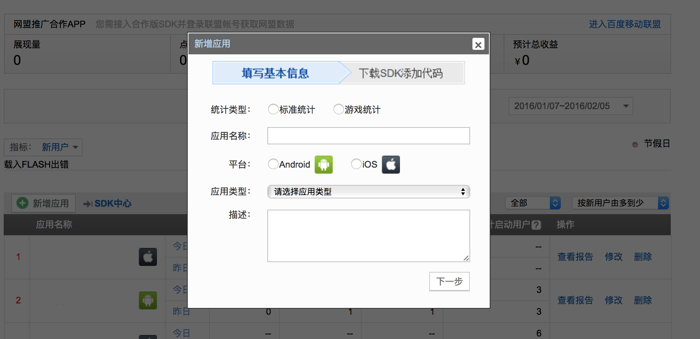 网盟推广合作APP 您需接入合作版SDK并登录联盟帐号获取网盟数据 进入百度移动联盟
展现量 点 预计总收益
0 0 ¥0
新增应用
填写基本信息 下载SDK添加代码
统计类型: 标准统计 游戏统计
应用名称:
平台: Android iOS
应用类型: 请选择应用类型
描述:
下一步
2016/01/07~2016/02/05
指标: 新用户 节假日
载入FLASH出错
新增应用 SDK中心 全部 按新用户由多到少
应用名称 计启动用户 ? 操作
1 今日 -- 查看报告 修改 删除
昨日 --
2 今日 3 查看报告 修改 删除
昨日 0 1 1 3
今日 -- -- -- 6